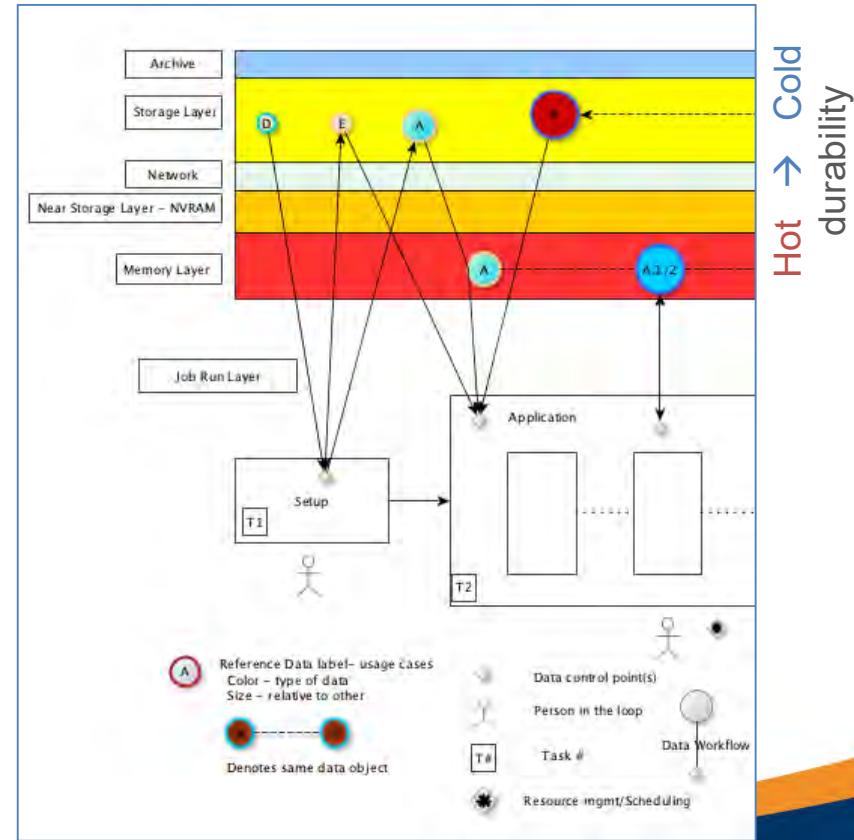 Archive
Storage Layer
D
E
A
Network
Near Storage Layer - NVRAM
Memory Layer
A
A.1/2
Job Run Layer
Application
Setup
T1
T2
A
Reference Data label- usage cases
Color - type of data
Size - relative to other
Denotes same data object
Data control point(s)
Person in the loop
T#
Task #
Data Workflow
Resource mgmt/Scheduling
Hot → Cold
durability